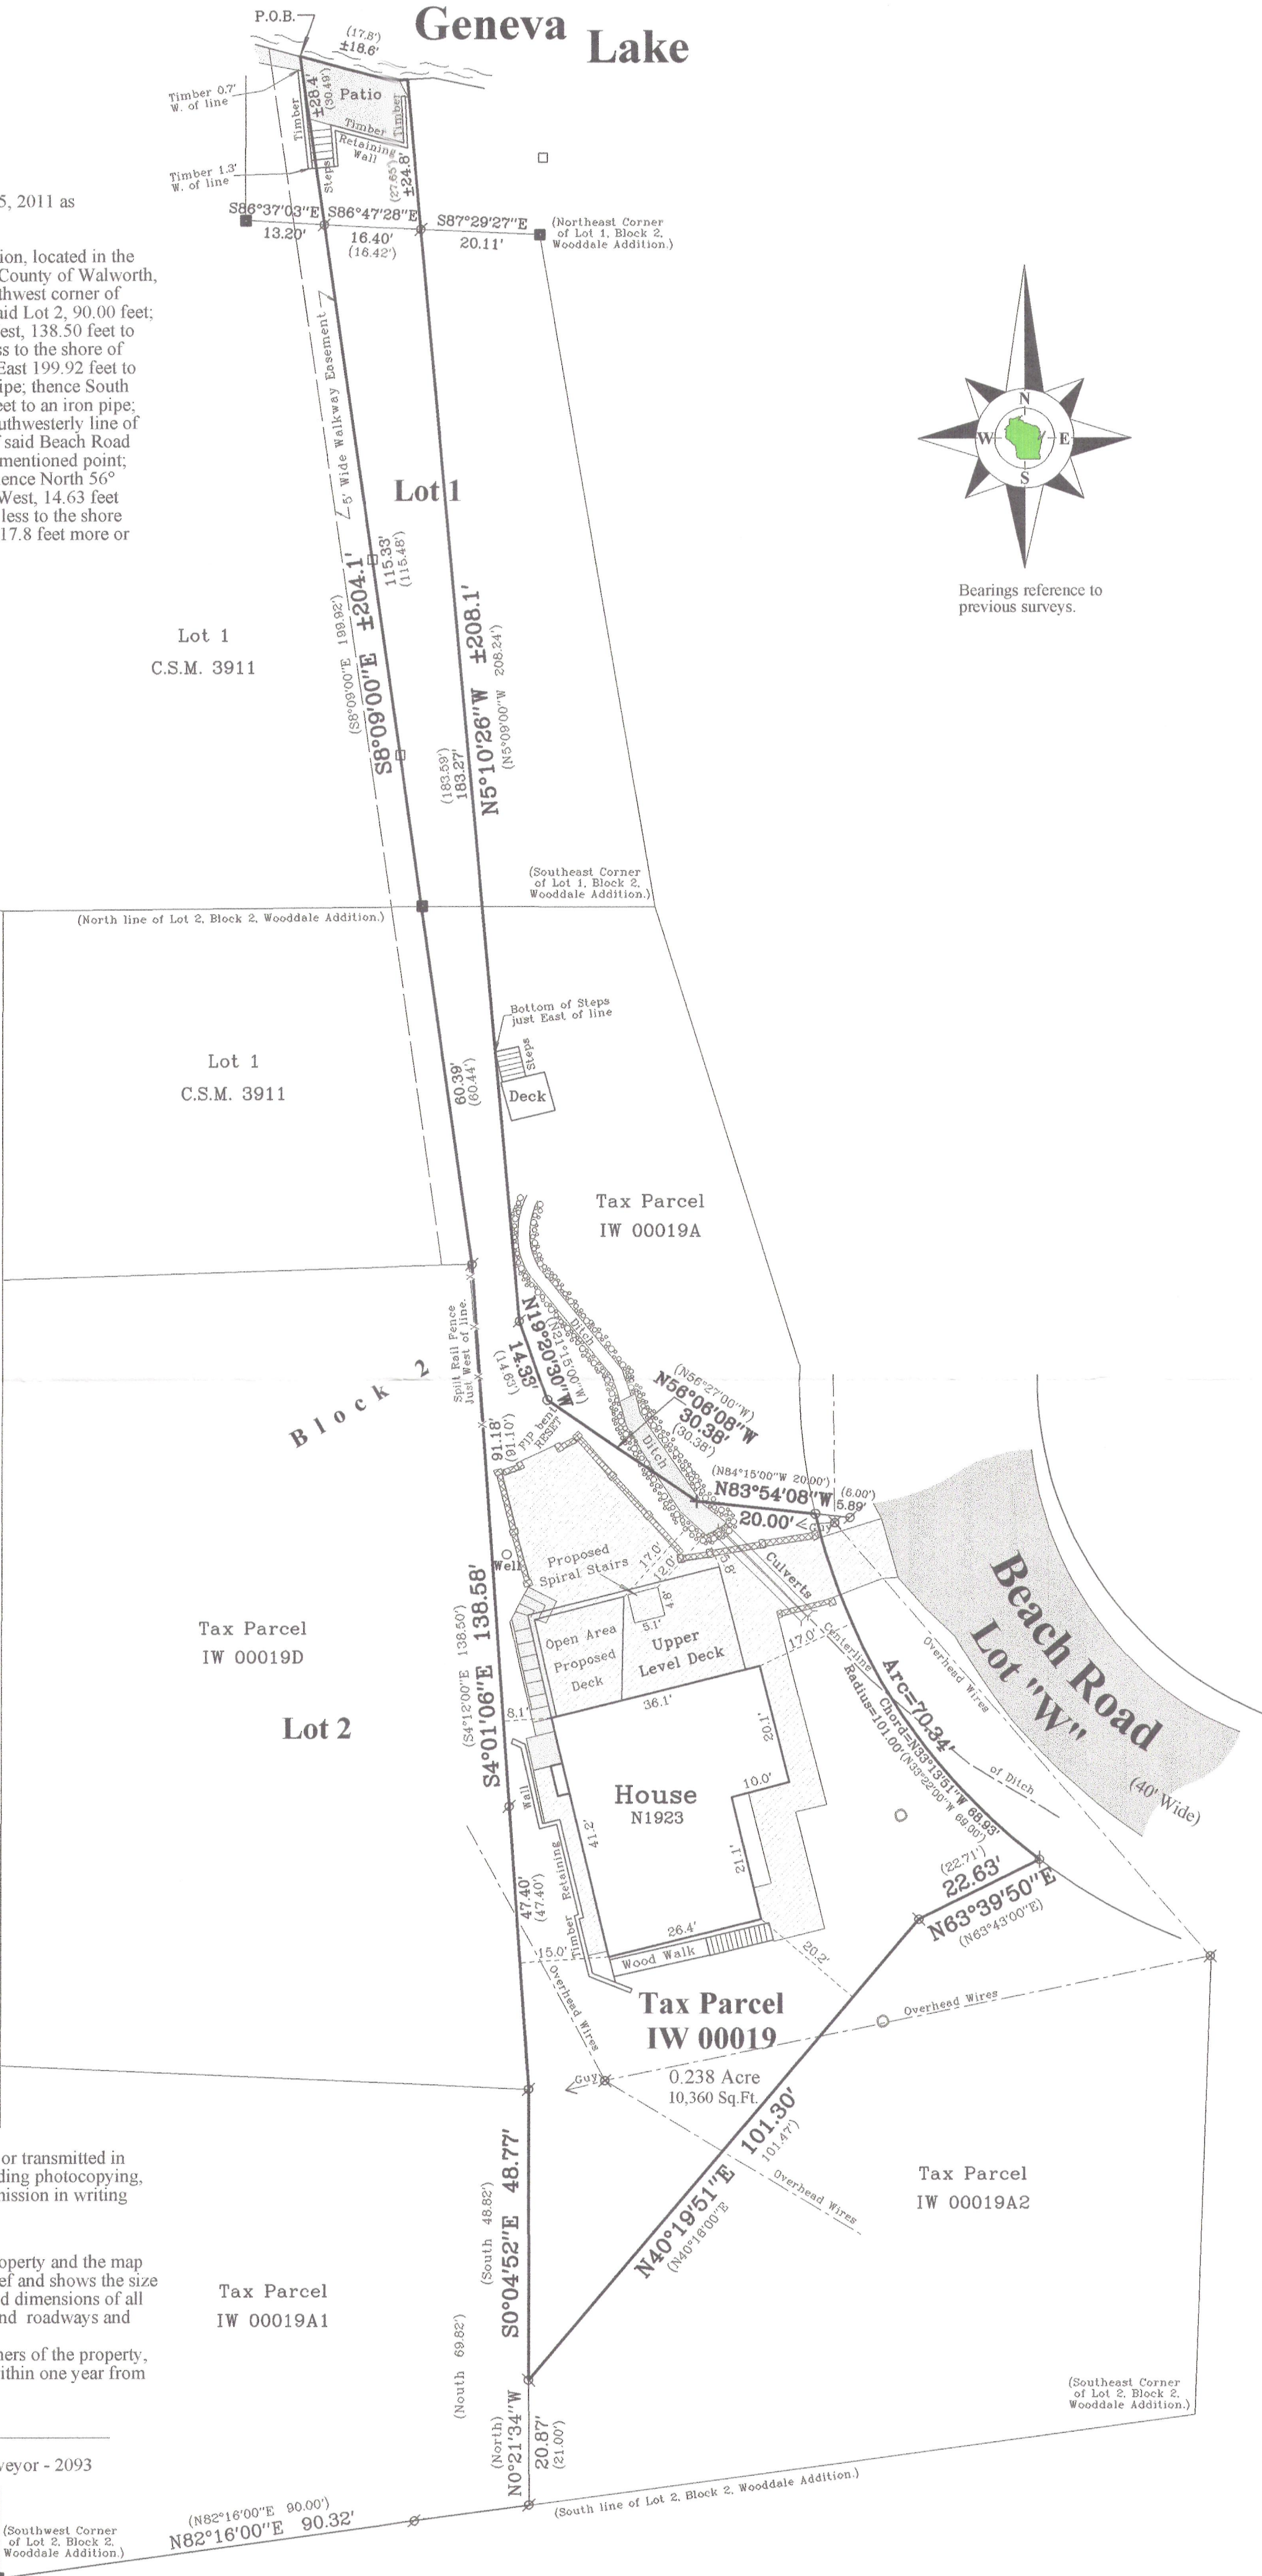 Geneva
Lake
P.O.B.
(17.8')
±18.6'
Timber 0.7'
W. of line
Timber
±28.4'
(30.49')
Patio
Timber
Timber
Retaining
Wall
Steps
(27.65')
±24.8'
Timber 1.3'
W. of line
5, 2011 as
S86°37'03"E
13.20'
S86°47'28"E
16.40'
(16.42')
S87°29'27"E
20.11'
(Northeast Corner
of Lot 1, Block 2,
Wooddale Addition.)
ion, located in the
County of Walworth,
thwest corner of
aid Lot 2, 90.00 feet;
est, 138.50 feet to
ss to the shore of
East 199.92 feet to
ipe; thence South
eet to an iron pipe;
uthwesterly line of
f said Beach Road
mentioned point;
ence North 56°
West, 14.63 feet
less to the shore
17.8 feet more or
N
W
E
S
Bearings reference to
previous surveys.
5' Wide Walkway Easement
Lot 1
115.33'
(115.48')
(S8°09'00"E 199.92')
S8°09'00"E ±204.1'
N5°10'26"W ±208.1'
(N5°09'00"W 208.24')
(183.59')
183.27'
Lot 1
C.S.M. 3911
(Southeast Corner
of Lot 1, Block 2,
Wooddale Addition.)
(North line of Lot 2, Block 2, Wooddale Addition.)
Bottom of Steps
just East of line
Steps
Deck
60.39'
(60.44')
Lot 1
C.S.M. 3911
Tax Parcel
IW 00019A
Block 2
Split Rail Fence
Just West of line.
N19°20'30"W
(N21°15'00"W)
14.33'
(14.63')
Ditch
(N56°27'00"W)
N56°06'08"W
30.38'
(30.38')
Ditch
91.18'
(91.10')
FIP bent
RESET
(N84°15'00"W 20.00')
N83°54'08"W
20.00'
(6.00')
5.89'
Guy
Well
Proposed
Spiral Stairs
17.0'
12.0'
5.8'
Culverts
4.8'
5.1'
Open Area
Proposed
Deck
Upper
Level Deck
17.0'
Centerline
of Ditch
Overhead Wires
Beach Road
Lot "W"
(40' Wide)
Arc=70.34'
Chord=N33°13'51"W 68.93'
Radius=101.00'
(N33°22'00"W 69.00')
Tax Parcel
IW 00019D
Lot 2
(S4°12'00"E 138.50')
S4°01'06"E 138.58'
8.1'
36.1'
20.1'
10.0'
21.1'
41.2'
26.4'
House
N1923
Timber Retaining Wall
47.40'
(47.40')
15.0'
Wood Walk
20.2'
(22.71')
22.63'
N63°39'50"E
(N63°43'00"E)
Overhead Wires
Overhead Wires
Tax Parcel
IW 00019
0.238 Acre
10,360 Sq.Ft.
Guy
101.30'
(101.47')
N40°19'51"E
(N40°16'00"E
Overhead Wires
Tax Parcel
IW 00019A2
(South 48.82')
S0°04'52"E 48.77'
or transmitted in
ding photocopying,
nission in writing
operty and the map
ef and shows the size
d dimensions of all
nd roadways and
ners of the property,
ithin one year from
Tax Parcel
IW 00019A1
(Nouth 69.82')
(North)
N0°21'34"W
20.87'
(21.00')
(Southeast Corner
of Lot 2, Block 2,
Wooddale Addition.)
veyor - 2093
(South line of Lot 2, Block 2, Wooddale Addition.)
(N82°16'00"E 90.00')
N82°16'00"E 90.32'
(Southwest Corner
of Lot 2, Block 2,
Wooddale Addition.)